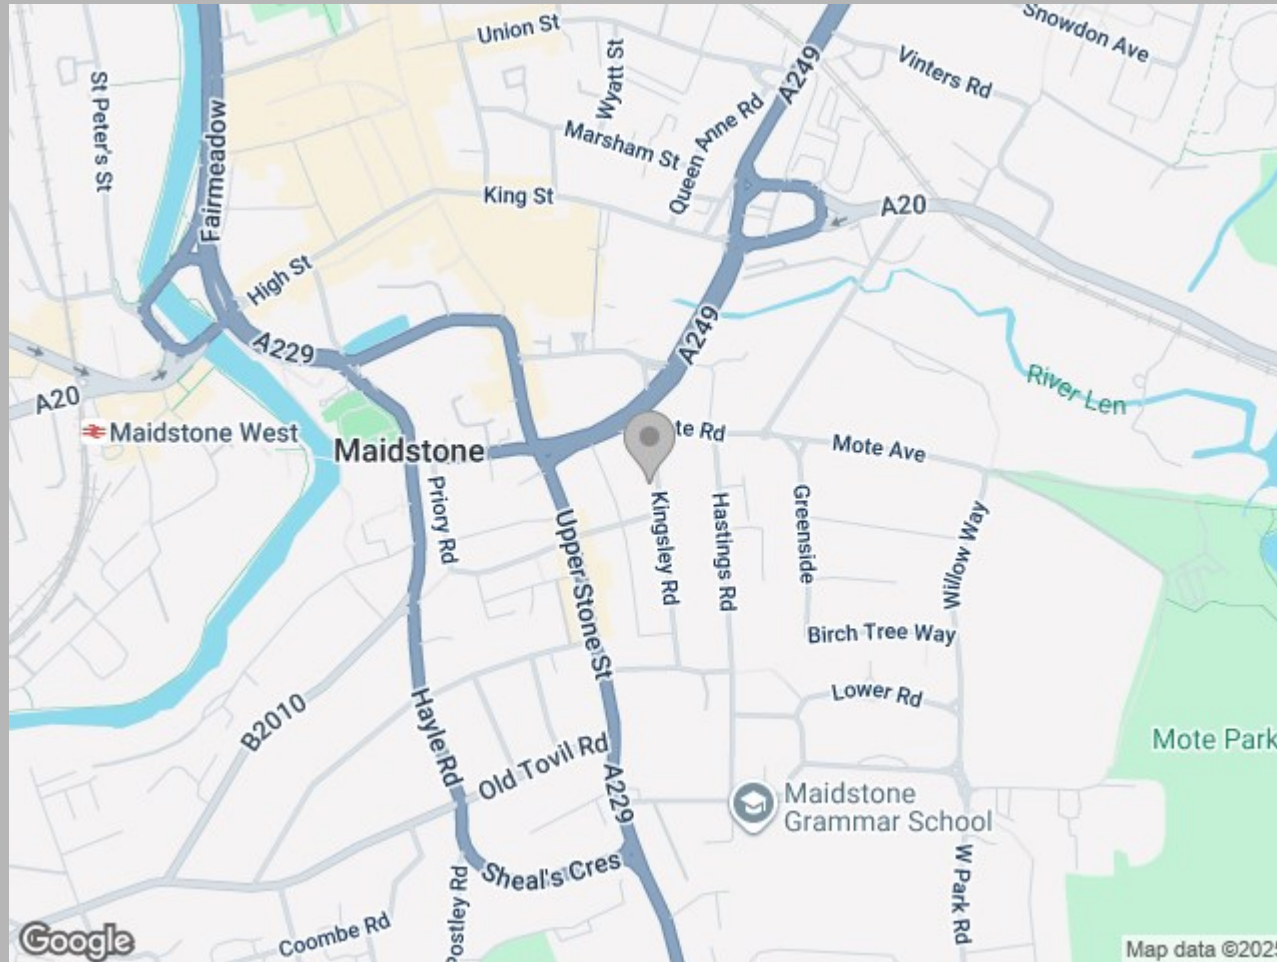 Snowdon Ave
Union St
Wyatt St
A249
Vinters Rd
St Peter's St
Fairmeadow
Marsham St
Queen Anne Rd
King St
A20
High St
A249
A229
River Len
A20
Maidstone West
Maidstone
te Rd
Mote Ave
Priory Rd
Upper Stone St
Kingsley Rd
Hastings Rd
Greenside
Willow Way
Birch Tree Way
Lower Rd
B2010
Hayle Rd
Old Tovil Rd
A229
Mote Park
Maidstone
Grammar School
Sheal's Cres
Postley Rd
W Park Rd
Coombe Rd
Google
Map data ©2025